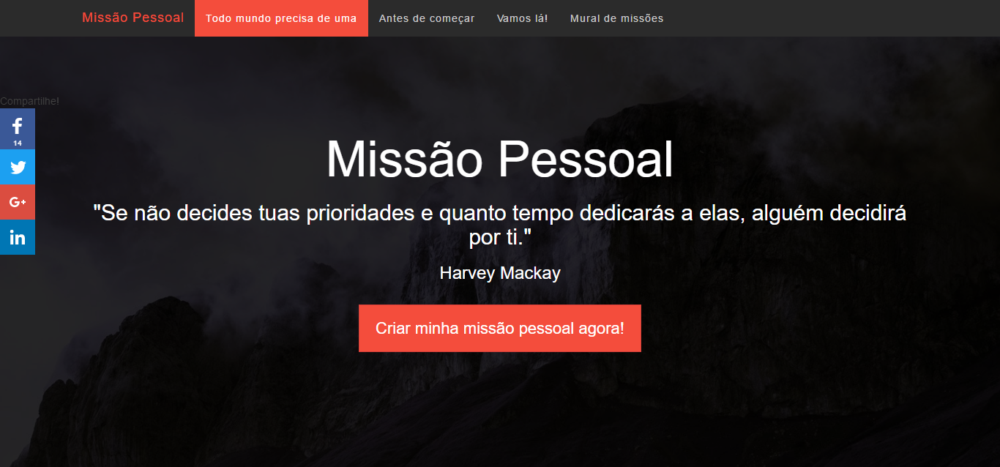 Missão Pessoal
Todo mundo precisa de uma
Antes de começar
Vamos lá!
Mural de missões
Compartilhe!
14
Missão Pessoal
"Se não decides tuas prioridades e quanto tempo dedicarás a elas, alguém decidirá
por ti."
Harvey Mackay
Criar minha missão pessoal agora!